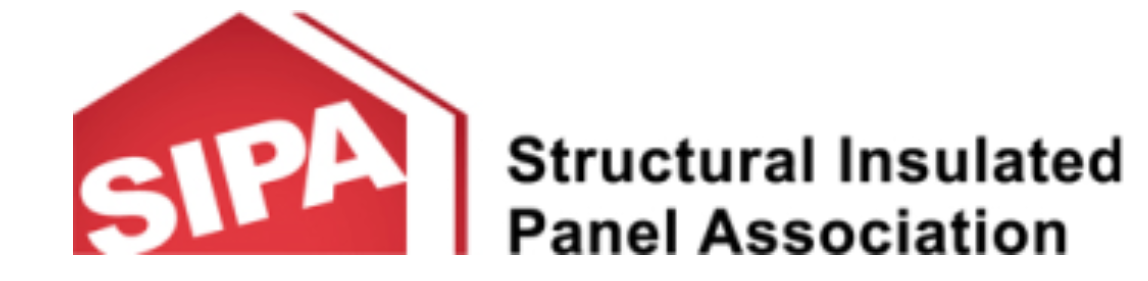 SIPA
Structural Insulated
Panel Association